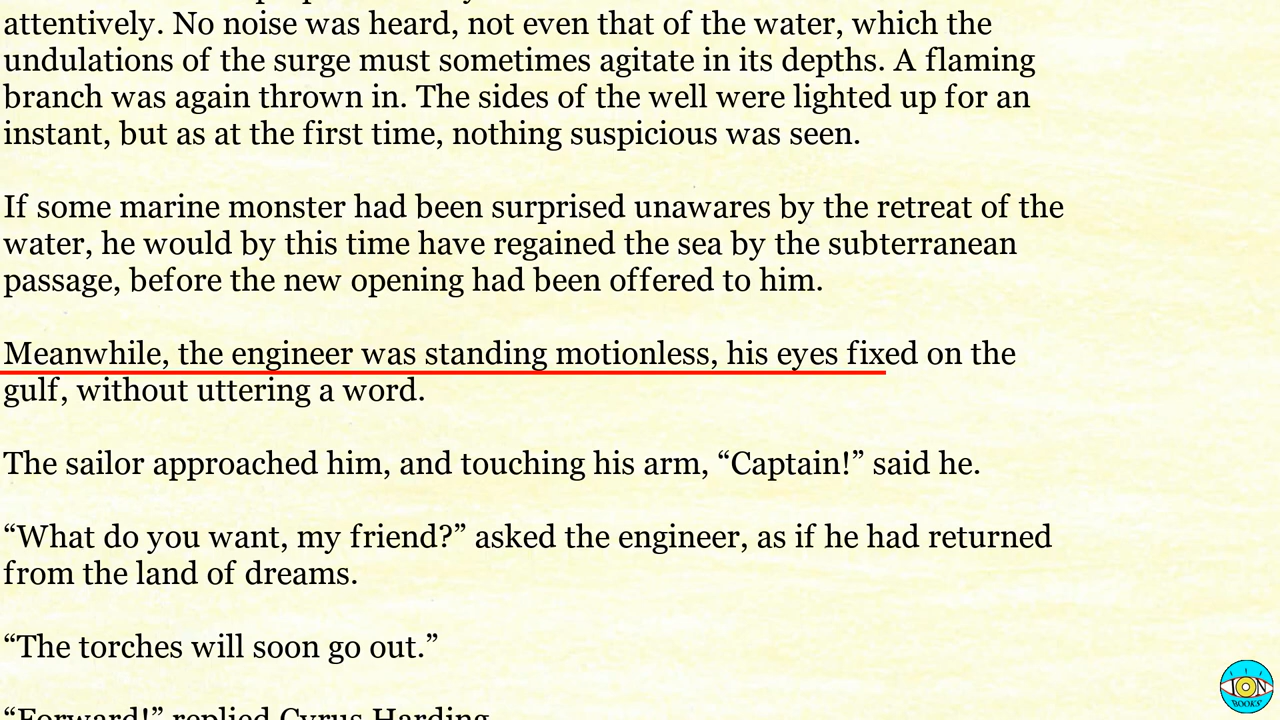 attentively. No noise was heard, not even that of the water, which the
undulations of the surge must sometimes agitate in its depths. A flaming
branch was again thrown in. The sides of the well were lighted up for an
instant, but as at the first time, nothing suspicious was seen.
If some marine monster had been surprised unawares by the retreat of the
water, he would by this time have regained the sea by the subterranean
passage, before the new opening had been offered to him.
Meanwhile, the engineer was standing motionless, his eyes fixed on the
gulf, without uttering a word.
The sailor approached him, and touching his arm, “Captain!” said he.
“What do you want, my friend?” asked the engineer, as if he had returned
from the land of dreams.
“The torches will soon go out.”
“Forward!” replied Cyrus Harding.
ION
BOOKS